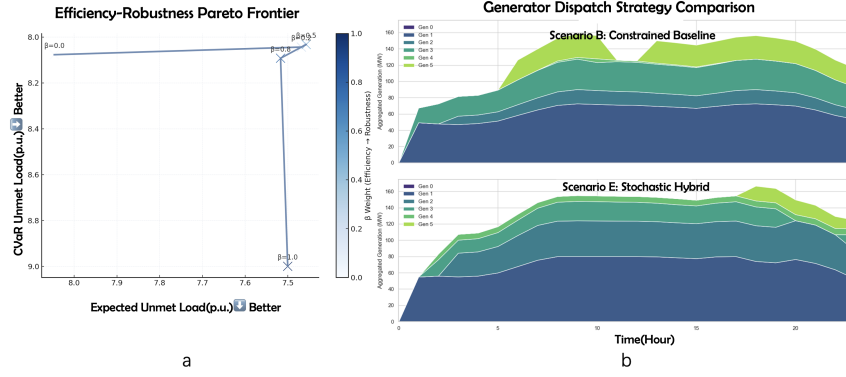 Efficiency-Robustness Pareto Frontier
β=0.0
β=0.5
β=0.8
β=1.0
8.0
8.2
8.4
8.6
8.8
9.0
CVaR Unmet Load(p.u.)⬇️ Better
8.0 7.9 7.8 7.7 7.6 7.5
Expected Unmet Load(p.u.)⬇️ Better
1.0
0.8
0.6
0.4
0.2
0.0
β Weight (Efficiency → Robustness)
a
Generator Dispatch Strategy Comparison
Scenario B: Constrained Baseline
Gen 0
Gen 1
Gen 2
Gen 3
Gen 4
Gen 5
160
140
120
100
80
60
40
20
0
Aggregated Generation (MW)
Scenario E: Stochastic Hybrid
Gen 0
Gen 1
Gen 2
Gen 3
Gen 4
Gen 5
160
140
120
100
80
60
40
20
0
Aggregated Generation (MW)
0 5 10 15 20
Time(Hour)
b